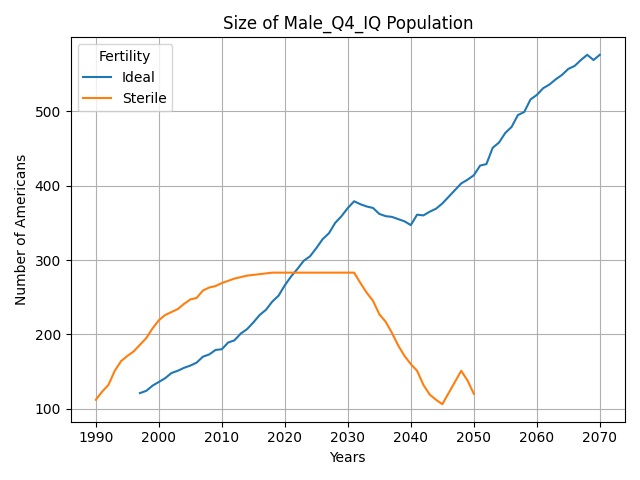 Size of Male_Q4_IQ Population
Fertility
Ideal
Sterile
Number of Americans
500
400
300
200
100
1990
2000
2010
2020
2030
2040
2050
2060
2070
Years